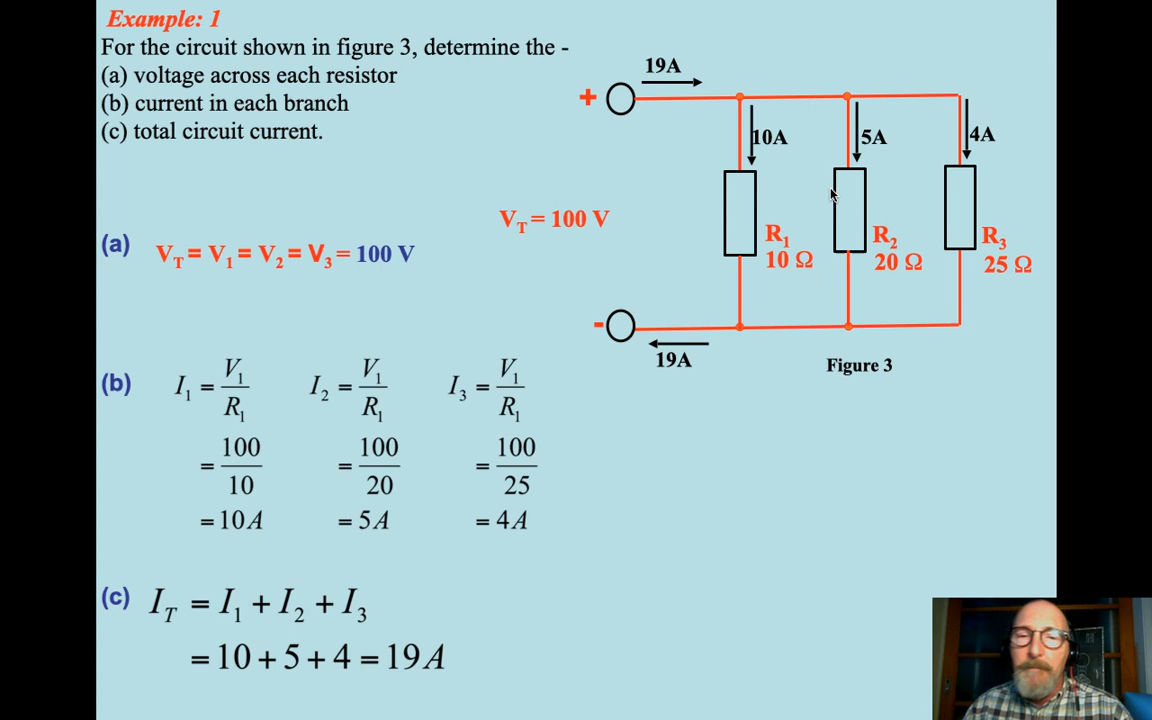 Example: 1
For the circuit shown in figure 3, determine the -
(a) voltage across each resistor
(b) current in each branch
(c) total circuit current.
19A
+
10A
5A
4A
V_T = 100 V
R₁
10 Ω
R₂
20 Ω
R₃
25 Ω
-
19A
Figure 3
(a) V_T = V₁ = V₂ = V₃ = 100 V
(b) I₁ = V₁/R₁ I₂ = V₁/R₁ I₃ = V₁/R₁
= 100/10 = 100/20 = 100/25
= 10A = 5A = 4A
(c) I_T = I₁ + I₂ + I₃
= 10 + 5 + 4 = 19A